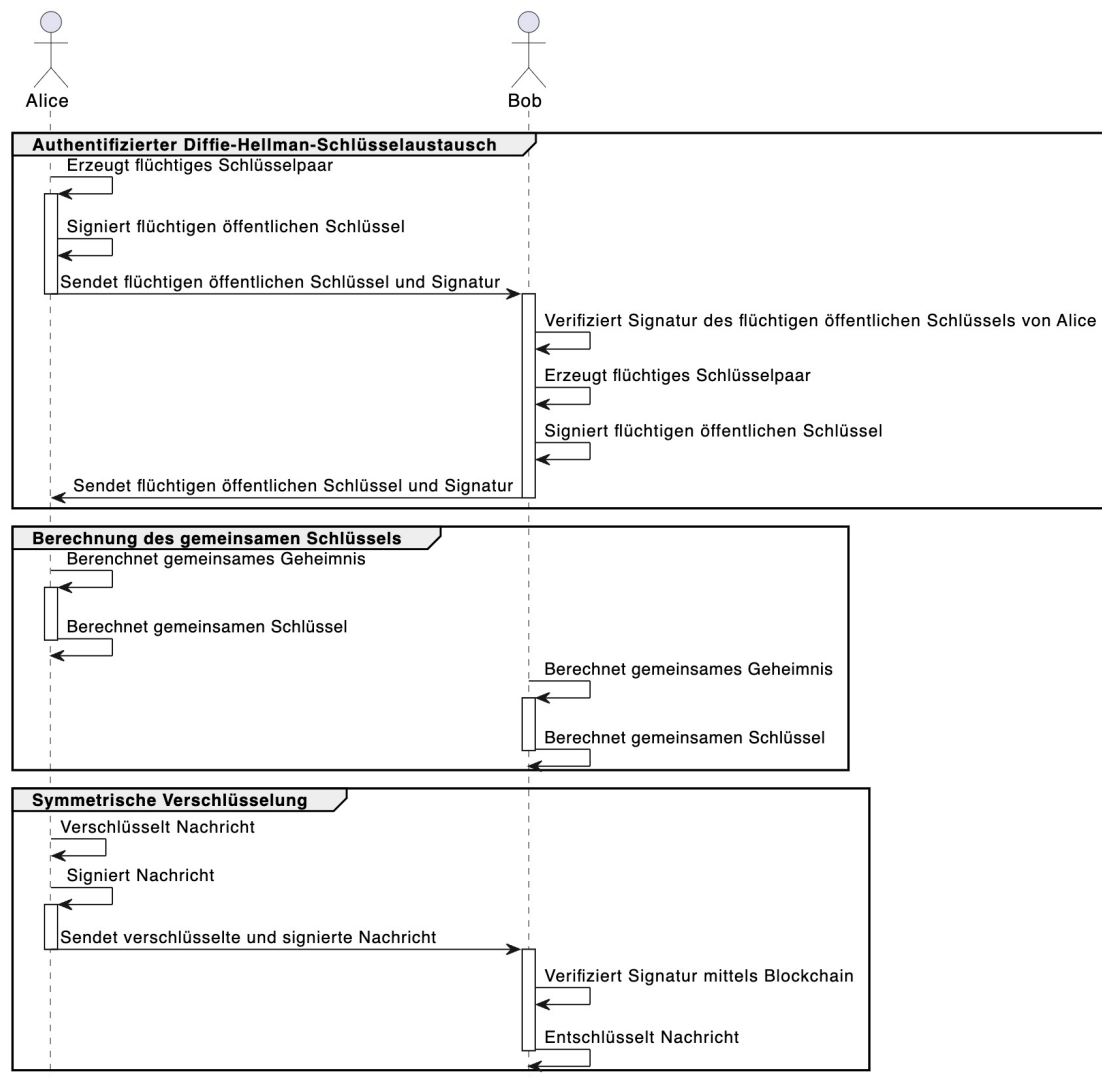 Alice
Bob
Authentifizierter Diffie-Hellman-Schlüsselaustausch
Erzeugt flüchtiges Schlüsselpaar
Signiert flüchtigen öffentlichen Schlüssel
Sendet flüchtigen öffentlichen Schlüssel und Signatur
Verifiziert Signatur des flüchtigen öffentlichen Schlüssels von Alice
Erzeugt flüchtiges Schlüsselpaar
Signiert flüchtigen öffentlichen Schlüssel
Sendet flüchtigen öffentlichen Schlüssel und Signatur
Berechnung des gemeinsamen Schlüssels
Berenchnet gemeinsames Geheimnis
Berechnet gemeinsamen Schlüssel
Berechnet gemeinsames Geheimnis
Berechnet gemeinsamen Schlüssel
Symmetrische Verschlüsselung
Verschlüsselt Nachricht
Signiert Nachricht
Sendet verschlüsselte und signierte Nachricht
Verifiziert Signatur mittels Blockchain
Entschlüsselt Nachricht